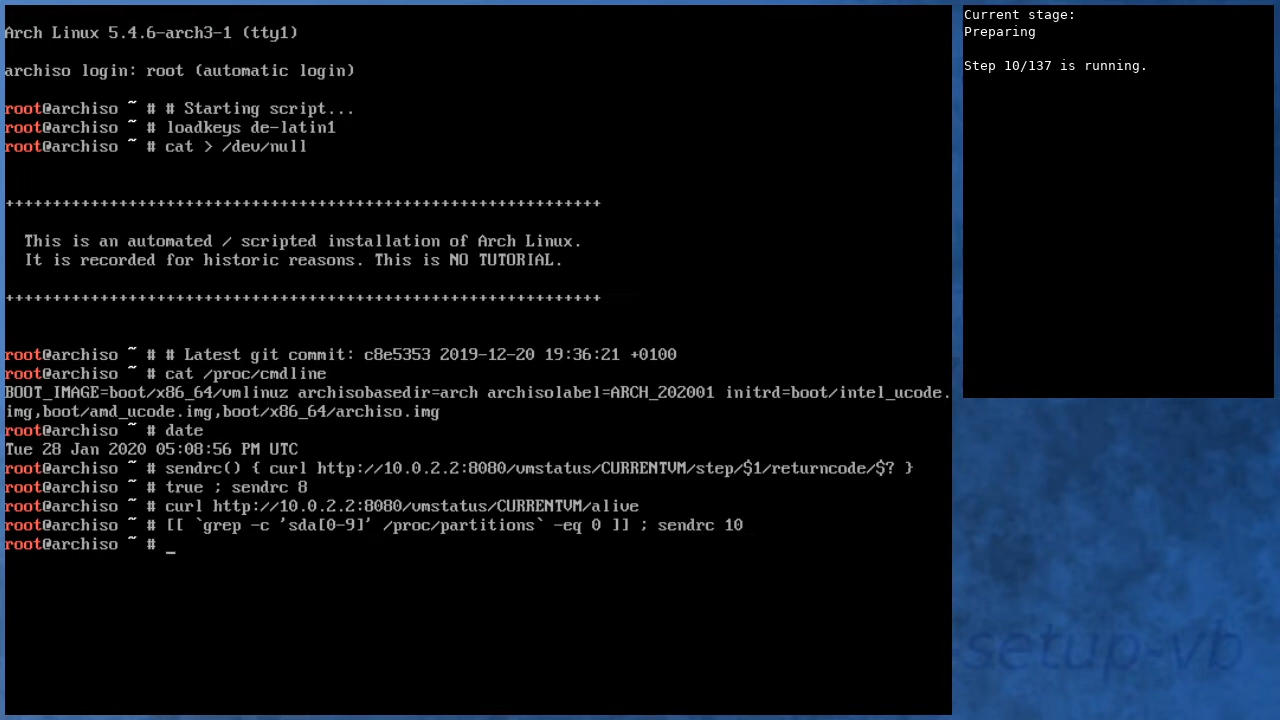 Arch Linux 5.4.6-arch3-1 (tty1)
archiso login: root (automatic login)
root@archiso ~ # # Starting script...
root@archiso ~ # loadkeys de-latin1
root@archiso ~ # cat > /dev/null
+++++++++++++++++++++++++++++++++++++++++++++++++++++++++++++++
This is an automated / scripted installation of Arch Linux.
It is recorded for historic reasons. This is NO TUTORIAL.
+++++++++++++++++++++++++++++++++++++++++++++++++++++++++++++++
root@archiso ~ # # Latest git commit: c8e5353 2019-12-20 19:36:21 +0100
root@archiso ~ # cat /proc/cmdline
BOOT_IMAGE=boot/x86_64/vmlinuz archisobasedir=arch archisolabel=ARCH_202001 initrd=boot/intel_ucode.
img,boot/amd_ucode.img,boot/x86_64/archiso.img
root@archiso ~ # date
Tue 28 Jan 2020 05:08:56 PM UTC
root@archiso ~ # sendrc() { curl http://10.0.2.2:8080/vmstatus/CURRENTVM/step/$1/returncode/$? }
root@archiso ~ # true ; sendrc 8
root@archiso ~ # curl http://10.0.2.2:8080/vmstatus/CURRENTVM/alive
root@archiso ~ # [[ `grep -c 'sda[0-9]' /proc/partitions` -eq 0 ]] ; sendrc 10
root@archiso ~ # _
Current stage:
Preparing
Step 10/137 is running.
setup-vb